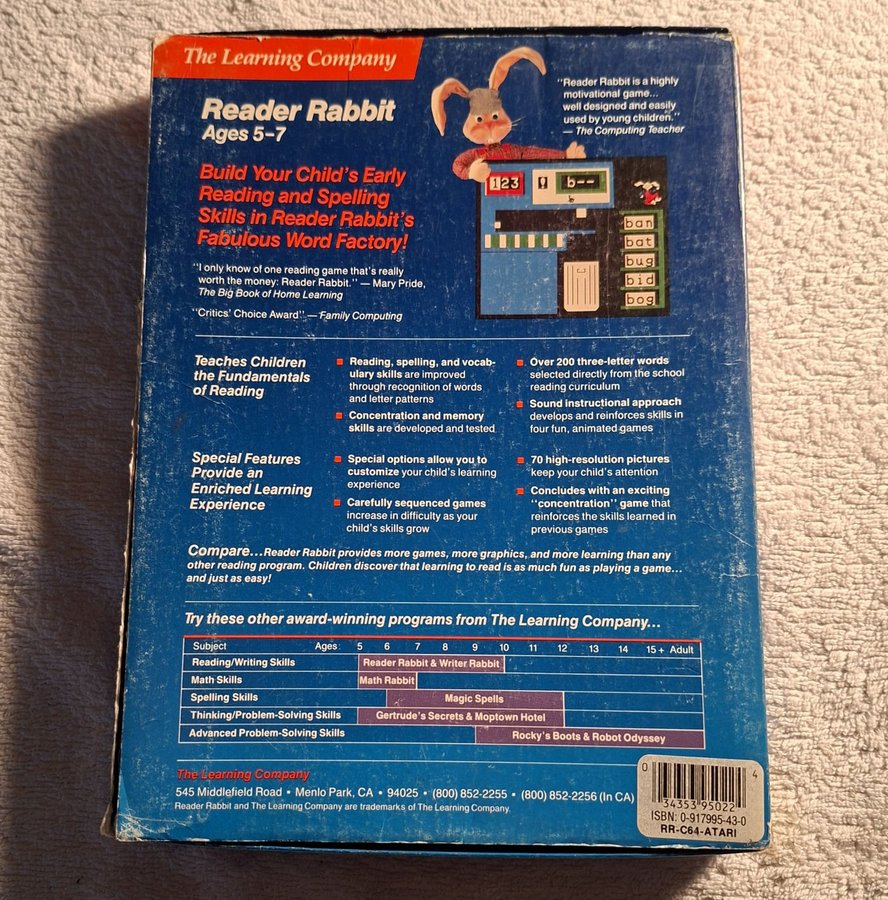 The Learning Company
Reader Rabbit
Ages 5-7
"Reader Rabbit is a highly
motivational game...
well designed and easily
used by young children."
— The Computing Teacher
Build Your Child's Early
Reading and Spelling
Skills in Reader Rabbit's
Fabulous Word Factory!
"I only know of one reading game that's really
worth the money: Reader Rabbit." — Mary Pride,
The Big Book of Home Learning
"Critics' Choice Award" — Family Computing
123
b--
b
ban
bat
bug
bid
bog
Teaches Children
the Fundamentals
of Reading
Reading, spelling, and vocab-
ulary skills are improved
through recognition of words
and letter patterns
Concentration and memory
skills are developed and tested
Over 200 three-letter words
selected directly from the school
reading curriculum
Sound instructional approach
develops and reinforces skills in
four fun, animated games
Special Features
Provide an
Enriched Learning
Experience
Special options allow you to
customize your child's learning
experience
Carefully sequenced games
increase in difficulty as your
child's skills grow
70 high-resolution pictures
keep your child's attention
Concludes with an exciting
"concentration" game that
reinforces the skills learned in
previous games
Compare...Reader Rabbit provides more games, more graphics, and more learning than any
other reading program. Children discover that learning to read is as much fun as playing a game...
and just as easy!
Try these other award-winning programs from The Learning Company...
Subject Ages 5 6 7 8 9 10 11 12 13 14 15+ Adult
Reading/Writing Skills Reader Rabbit & Writer Rabbit
Math Skills Math Rabbit
Spelling Skills Magic Spells
Thinking/Problem-Solving Skills Gertrude's Secrets & Moptown Hotel
Advanced Problem-Solving Skills Rocky's Boots & Robot Odyssey
The Learning Company
545 Middlefield Road • Menlo Park, CA • 94025 • (800) 852-2255 • (800) 852-2256 (In CA)
Reader Rabbit and The Learning Company are trademarks of The Learning Company.
0 34353 95022 4
ISBN: 0-917995-43-0
RR-C64-ATARI